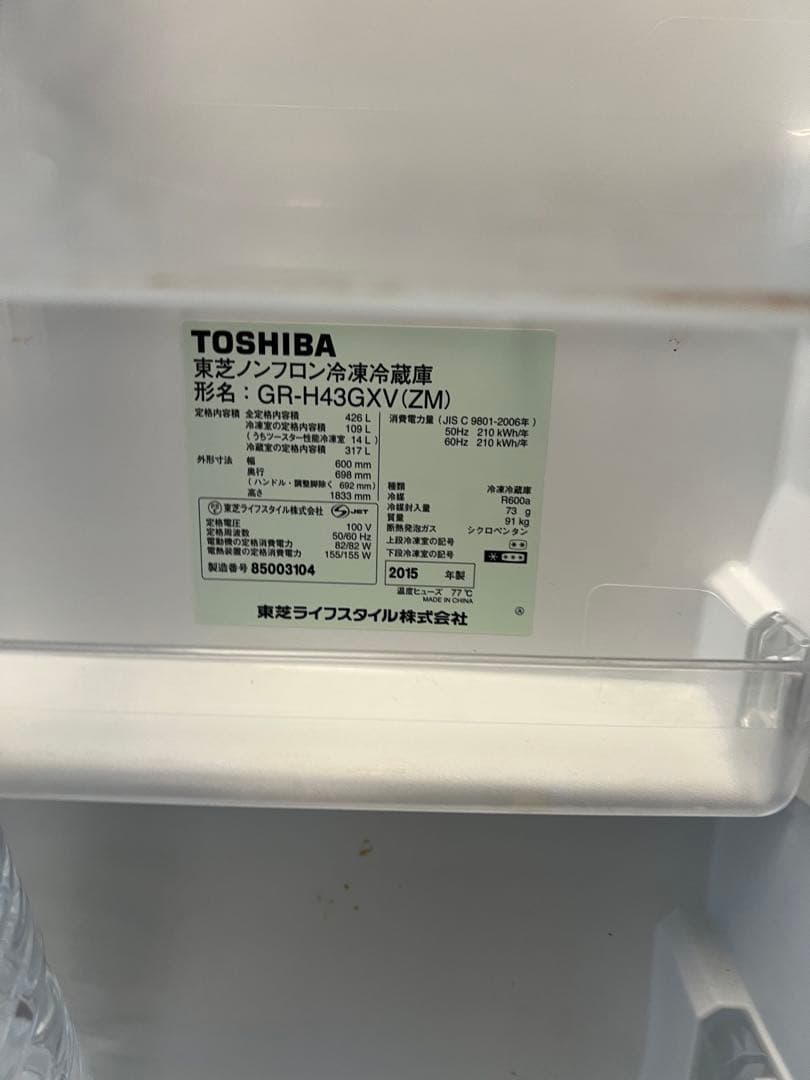 TOSHIBA
東芝ノンフロン冷凍冷蔵庫
形名：GR-H43GXV(ZM)
定格内容積 全定格内容積 426 L
冷凍室の定格内容積 109 L
(うちツースター性能冷凍室 14 L)
冷蔵室の定格内容積 317 L
外形寸法 幅 600 mm
奥行 698 mm
(ハンドル・調整脚除く 692 mm)
高さ 1833 mm
東芝ライフスタイル株式会社 JET
定格電圧 100 V
定格周波数 50/60 Hz
電動機の定格消費電力 82/82 W
電熱装置の定格消費電力 155/155 W
製造番号 85003104
消費電力量 (JIS C 9801-2006年)
50Hz 210 kWh/年
60Hz 210 kWh/年
種類 冷凍冷蔵庫
冷媒 R600a
冷媒封入量 73 g
質量 91 kg
断熱発泡ガス シクロペンタン
上段冷凍室の記号
下段冷凍室の記号
2015 年製
温度ヒューズ 77℃
MADE IN CHINA
東芝ライフスタイル株式会社 Ⓐ